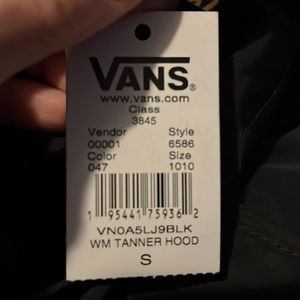 VANS®
www.vans.com
Class
3845
Vendor Style
00001 6586
Color Size
047 1010
1 95441 75936 2
VN0A5LJ9BLK
WM TANNER HOOD
S